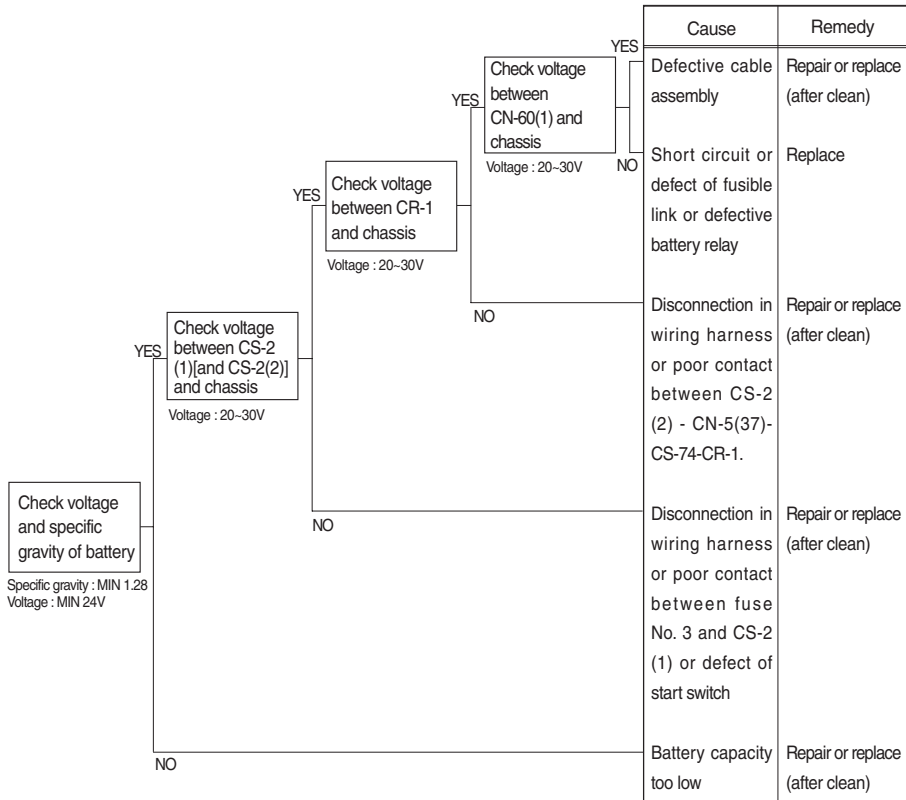 Cause
Remedy
YES
Check voltage
between
CN-60(1) and
chassis
Voltage : 20~30V
Defective cable
assembly
Repair or replace
(after clean)
YES
NO
Short circuit or
defect of fusible
link or defective
battery relay
Replace
YES
Check voltage
between CR-1
and chassis
Voltage : 20~30V
NO
Disconnection in
wiring harness
or poor contact
between CS-2
(2) - CN-5(37)-
CS-74-CR-1.
Repair or replace
(after clean)
YES
Check voltage
between CS-2
(1)[and CS-2(2)]
and chassis
Voltage : 20~30V
NO
Disconnection in
wiring harness
or poor contact
between fuse
No. 3 and CS-2
(1) or defect of
start switch
Repair or replace
(after clean)
Check voltage
and specific
gravity of battery
Specific gravity : MIN 1.28
Voltage : MIN 24V
NO
Battery capacity
too low
Repair or replace
(after clean)